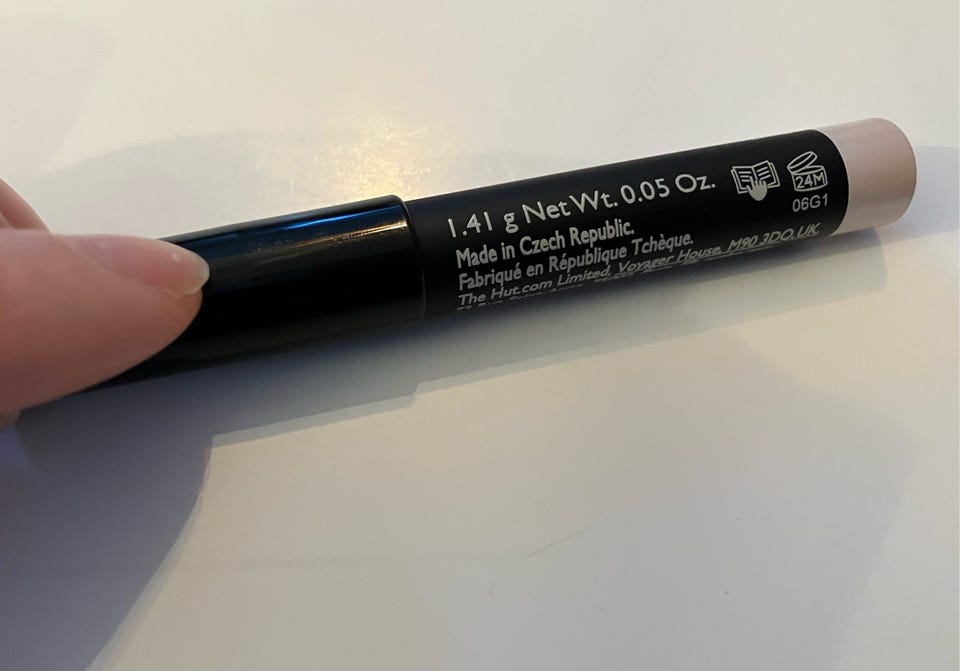 1.41 g Net Wt. 0.05 Oz.
Made in Czech Republic.
Fabriqué en République Tchèque.
The Hut.com Limited, Voyager House, M90 3DQ, UK
24M
06G1